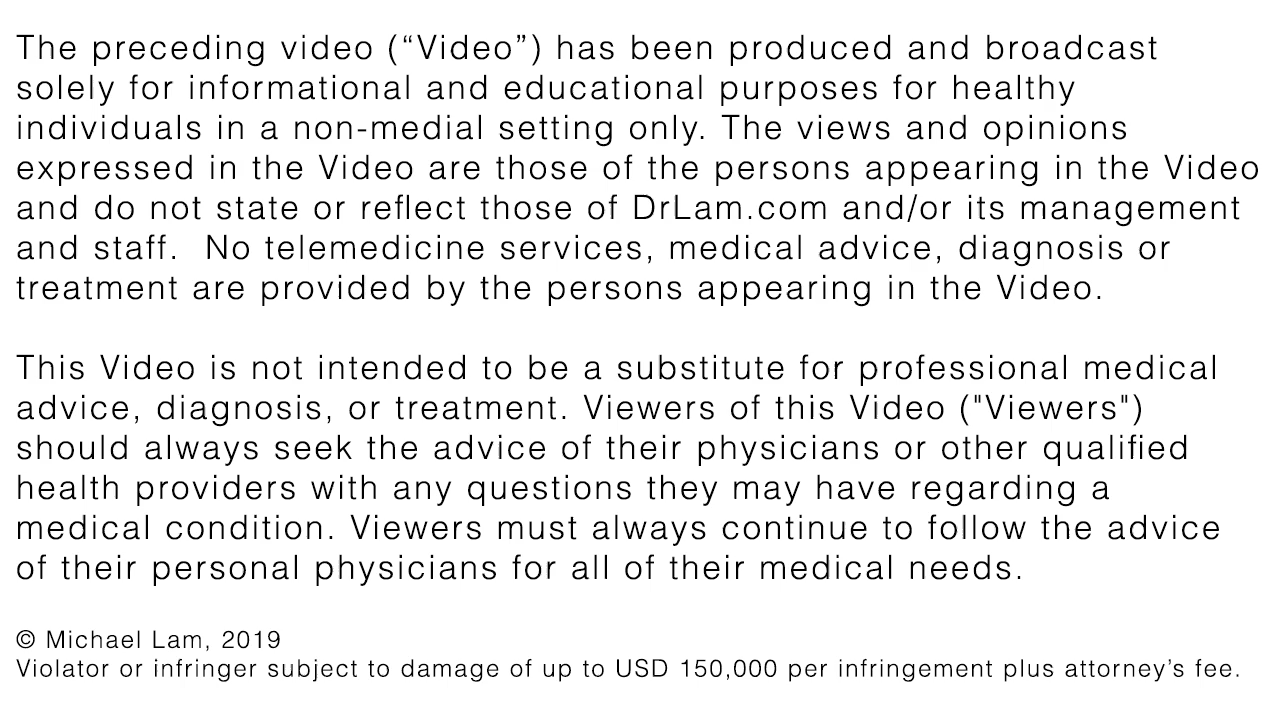 The preceding video (“Video”) has been produced and broadcast
solely for informational and educational purposes for healthy
individuals in a non-medial setting only. The views and opinions
expressed in the Video are those of the persons appearing in the Video
and do not state or reflect those of DrLam.com and/or its management
and staff.  No telemedicine services, medical advice, diagnosis or
treatment are provided by the persons appearing in the Video.
This Video is not intended to be a substitute for professional medical
advice, diagnosis, or treatment. Viewers of this Video ("Viewers")
should always seek the advice of their physicians or other qualified
health providers with any questions they may have regarding a
medical condition. Viewers must always continue to follow the advice
of their personal physicians for all of their medical needs.
© Michael Lam, 2019
Violator or infringer subject to damage of up to USD 150,000 per infringement plus attorney’s fee.